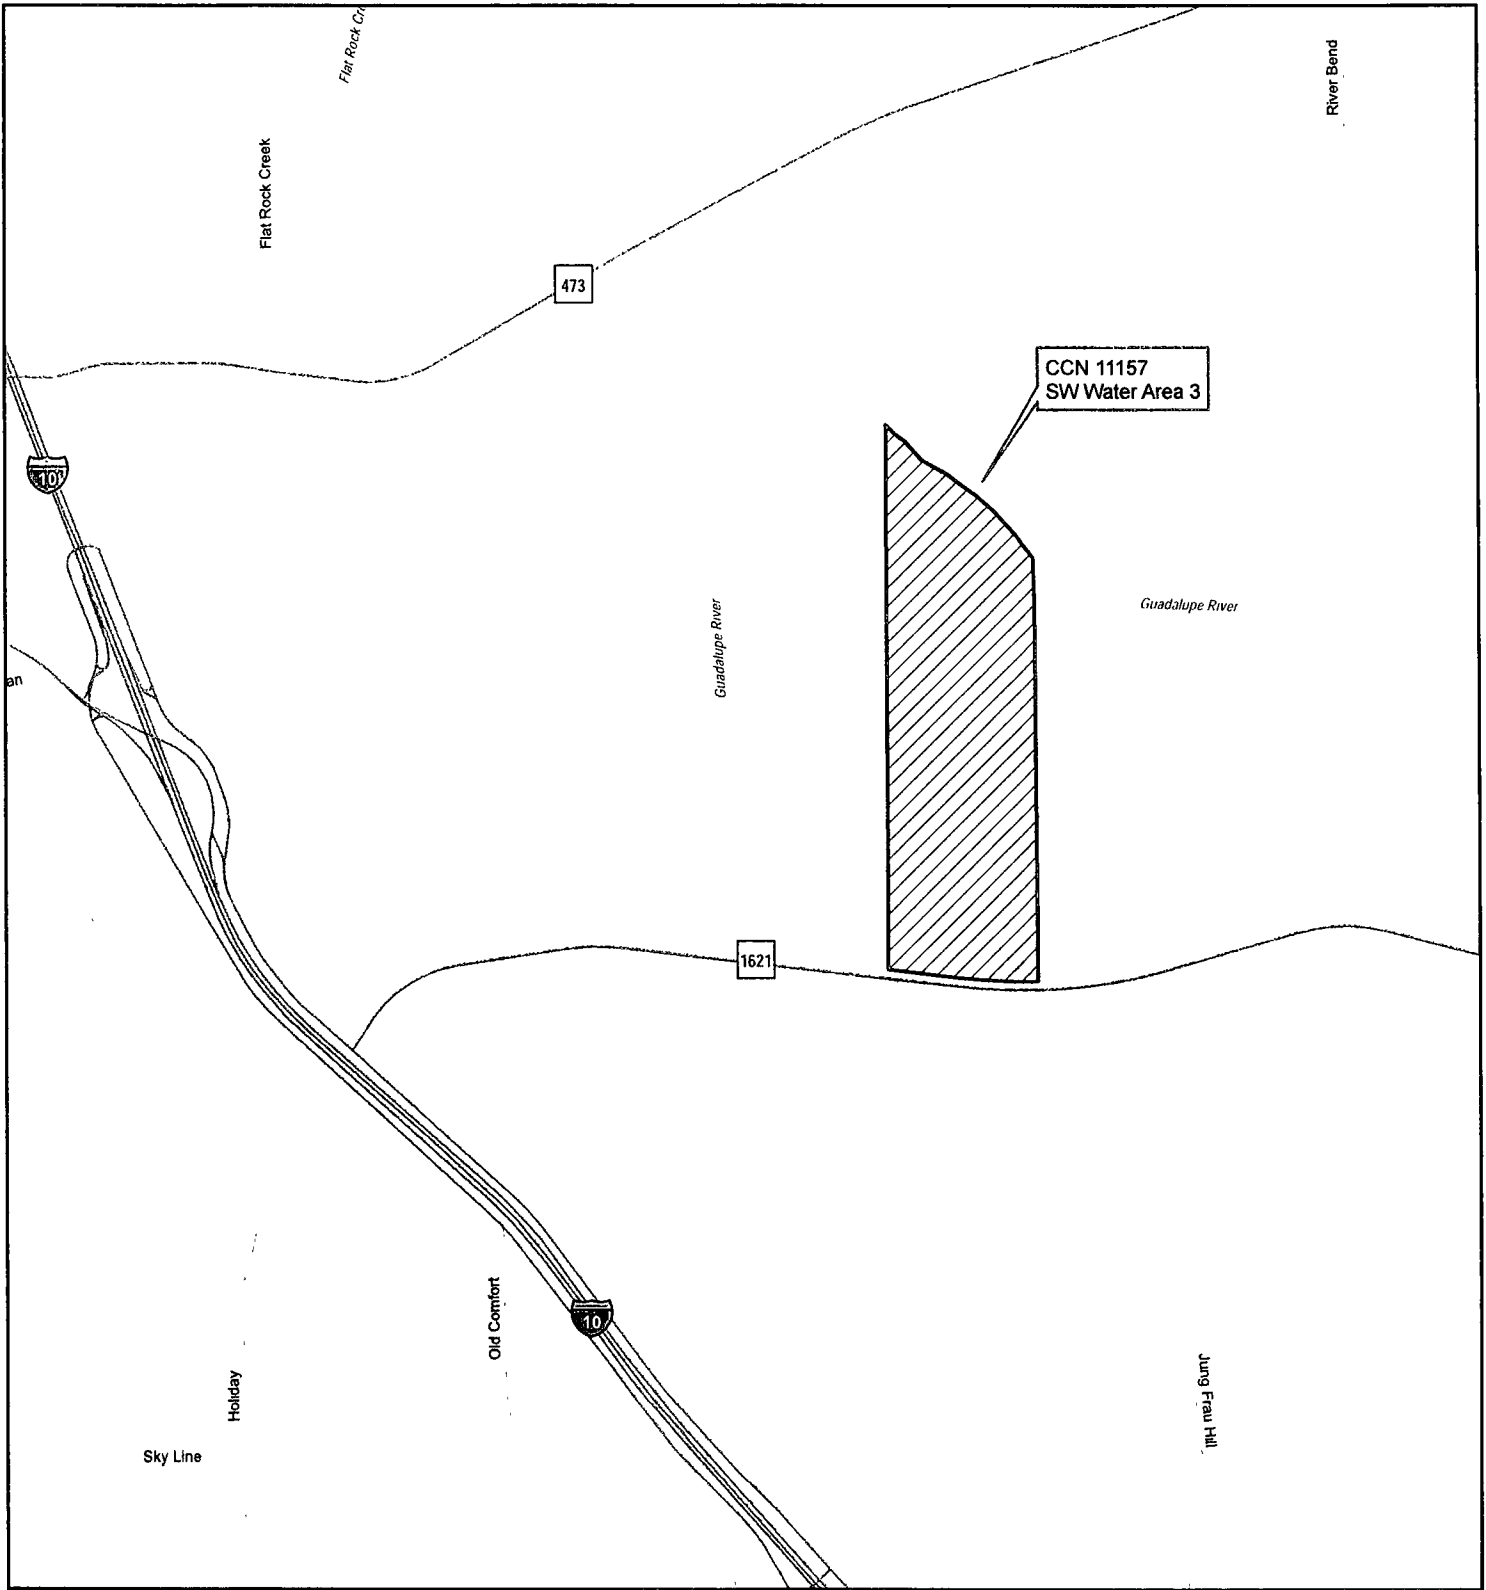 Flat Rock
River Bend
Flat Rock Creek
473
CCN 11157
SW Water Area 3
10
Guadalupe River
Guadalupe River
an
1621
Old Comfort
10
Holiday
Jung Frau Hill
Sky Line